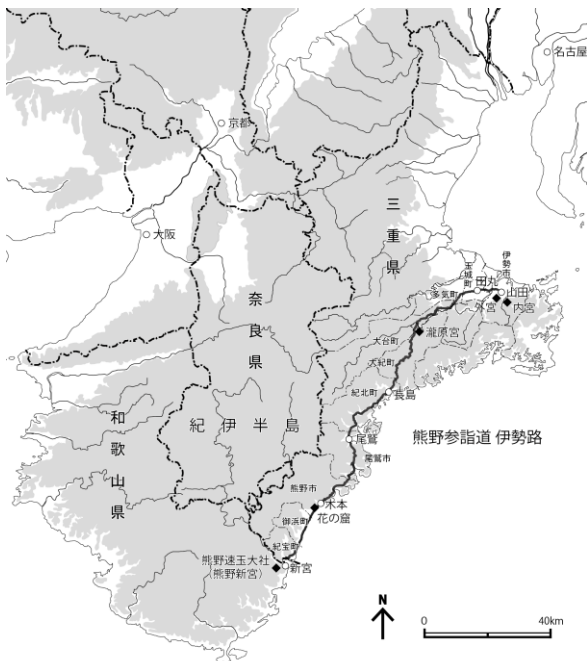 名古屋
京都
大阪
三重県
奈良県
和歌山県
紀伊半島
伊勢市
玉城町
田丸
山田
多気町
外宮
内宮
瀧原宮
大台町
大紀町
紀北町
長島
熊野参詣道 伊勢路
尾鷲
尾鷲市
熊野市
木本
花の窟
御浜町
紀宝町
熊野速玉大社
(熊野新宮)
新宮
N
0
40km